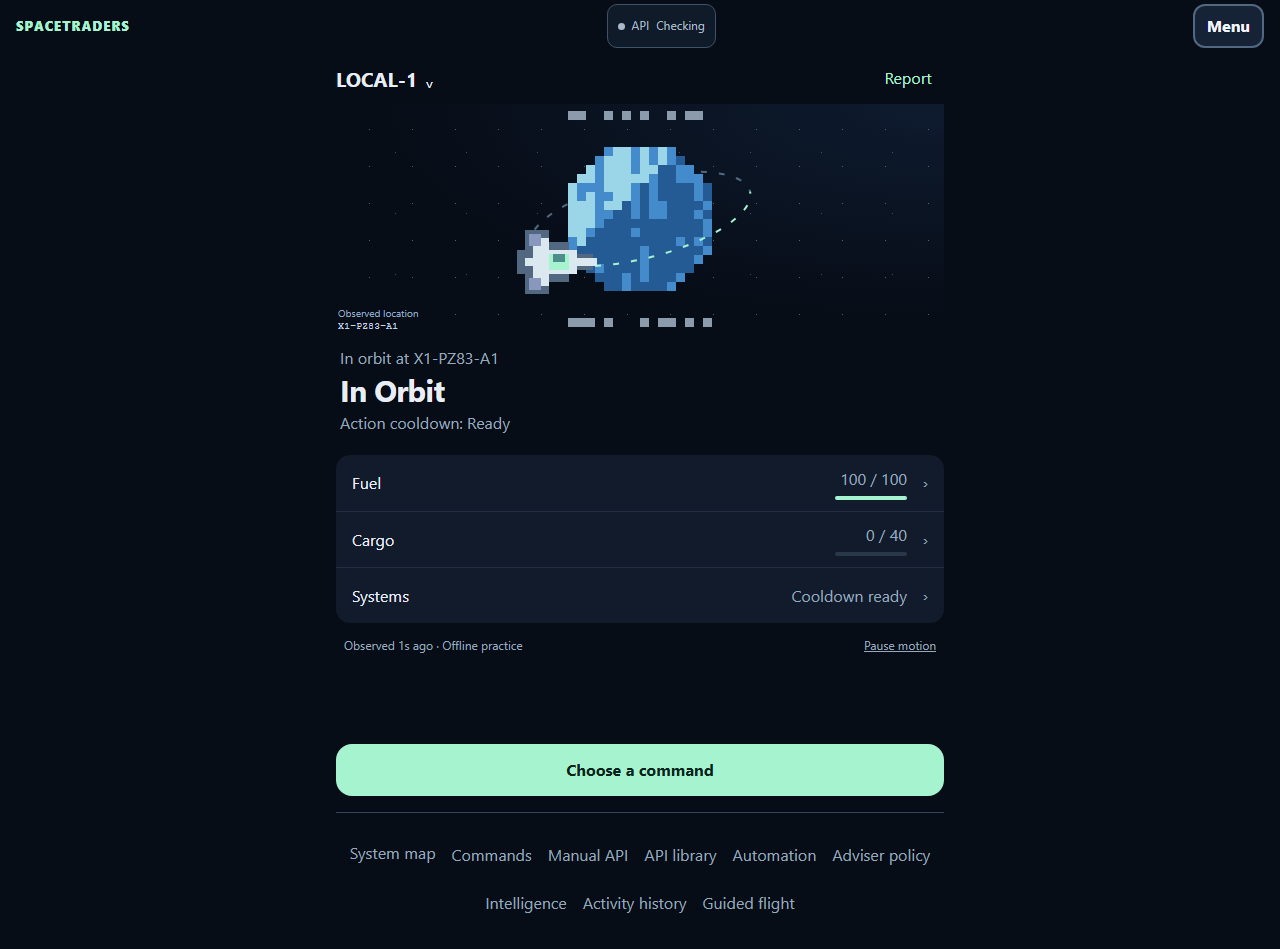 SPACETRADERS
API Checking
Menu
LOCAL-1 v
Report
Observed location
X1-PZ83-A1
In orbit at X1-PZ83-A1
In Orbit
Action cooldown: Ready
Fuel 100 / 100 ›
Cargo 0 / 40 ›
Systems Cooldown ready ›
Observed 1s ago · Offline practice Pause motion
Choose a command
System map Commands Manual API API library Automation Adviser policy
Intelligence Activity history Guided flight